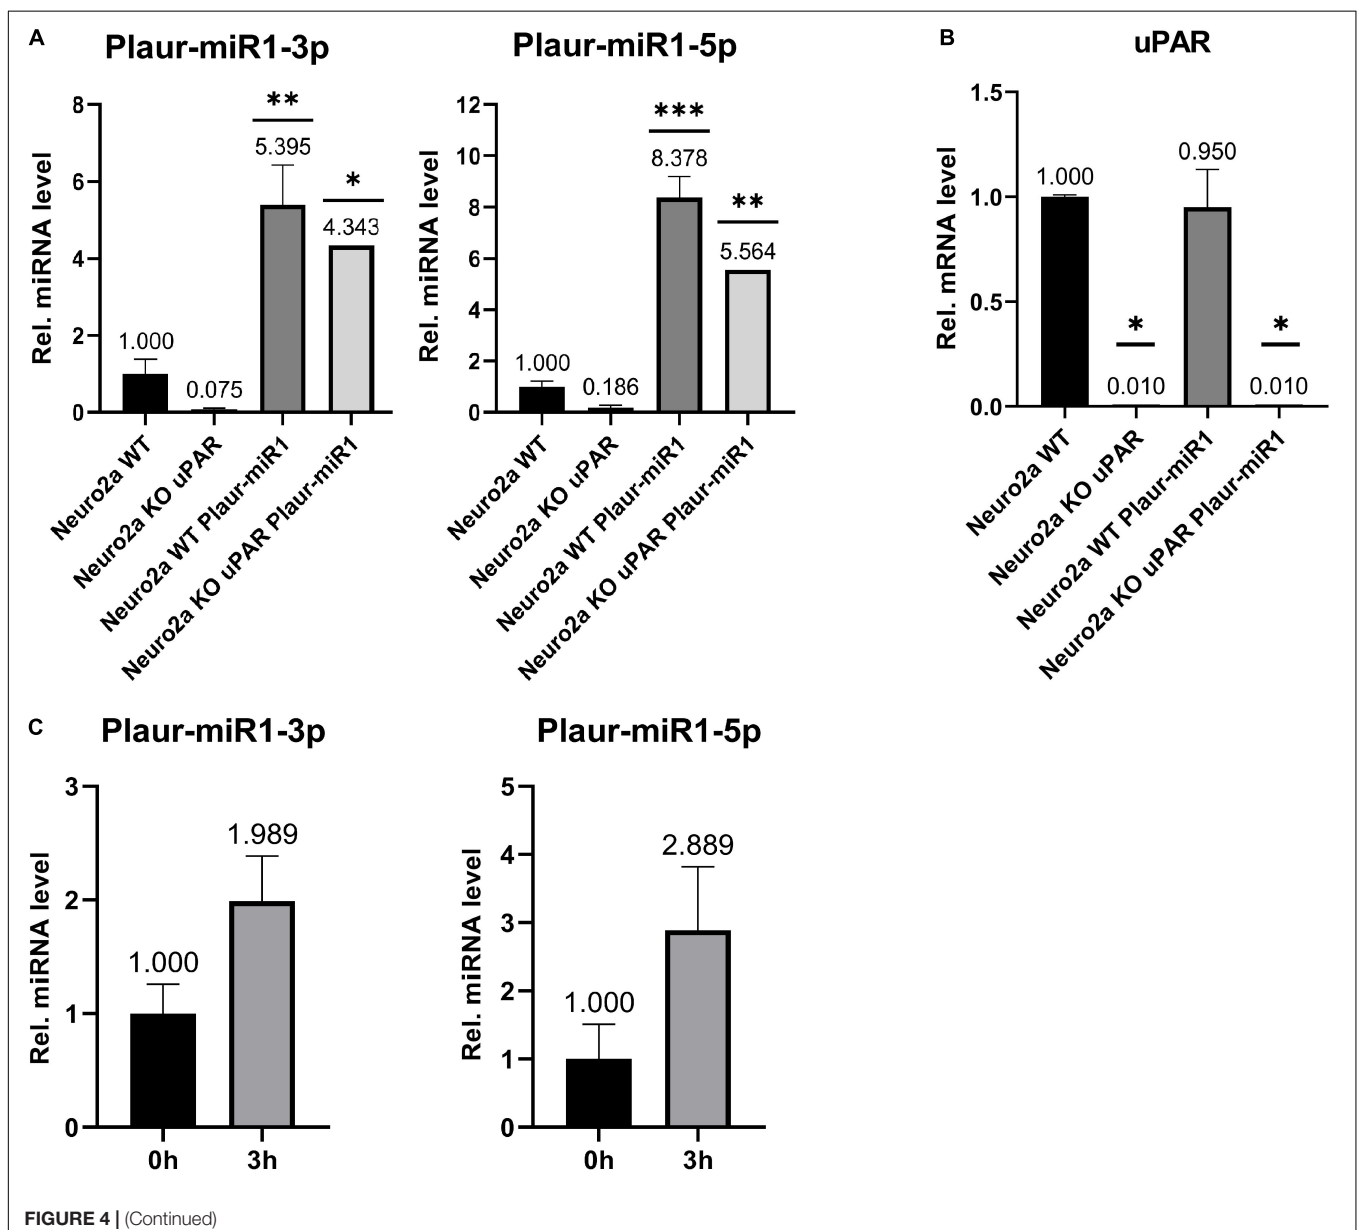 A
Plaur-miR1-3p
Rel. miRNA level
8
6
4
2
0
1.000
0.075
**
5.395
*
4.343
Neuro2a WT
Neuro2a KO uPAR
Neuro2a WT Plaur-miR1
Neuro2a KO uPAR Plaur-miR1
Plaur-miR1-5p
Rel. miRNA level
12
10
8
6
4
2
0
1.000
0.186
***
8.378
**
5.564
Neuro2a WT
Neuro2a KO uPAR
Neuro2a WT Plaur-miR1
Neuro2a KO uPAR Plaur-miR1
B
uPAR
Rel. mRNA level
1.5
1.0
0.5
0.0
1.000
*
0.010
0.950
*
0.010
Neuro2a WT
Neuro2a KO uPAR
Neuro2a WT Plaur-miR1
Neuro2a KO uPAR Plaur-miR1
C
Plaur-miR1-3p
Rel. miRNA level
3
2
1
0
1.000
1.989
0h
3h
Plaur-miR1-5p
Rel. miRNA level
5
4
3
2
1
0
1.000
2.889
0h
3h
FIGURE 4 | (Continued)